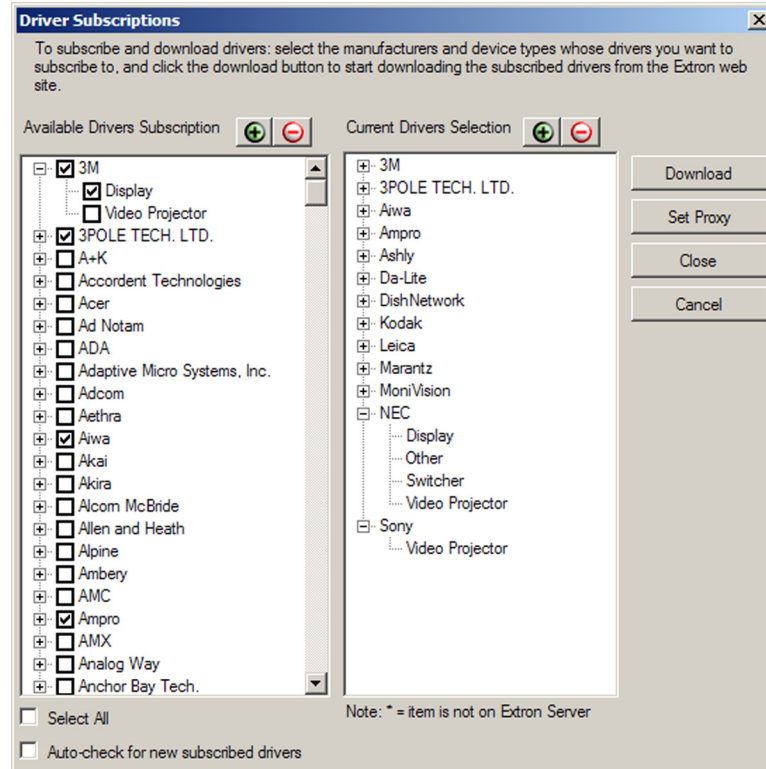 Driver Subscriptions
To subscribe and download drivers: select the manufacturers and device types whose drivers you want to
subscribe to, and click the download button to start downloading the subscribed drivers from the Extron web
site.
Available Drivers Subscription
3M
Display
Video Projector
3POLE TECH. LTD.
A+K
Accordent Technologies
Acer
Ad Notam
ADA
Adaptive Micro Systems, Inc.
Adcom
Aethra
Aiwa
Akai
Akira
Alcorn McBride
Allen and Heath
Alpine
Ambery
AMC
Ampro
AMX
Analog Way
Anchor Bay Tech.
Select All
Auto-check for new subscribed drivers
Current Drivers Selection
3M
3POLE TECH. LTD.
Aiwa
Ampro
Ashly
Da-Lite
DishNetwork
Kodak
Leica
Marantz
MoniVision
NEC
Display
Other
Switcher
Video Projector
Sony
Video Projector
Note: * = item is not on Extron Server
Download
Set Proxy
Close
Cancel